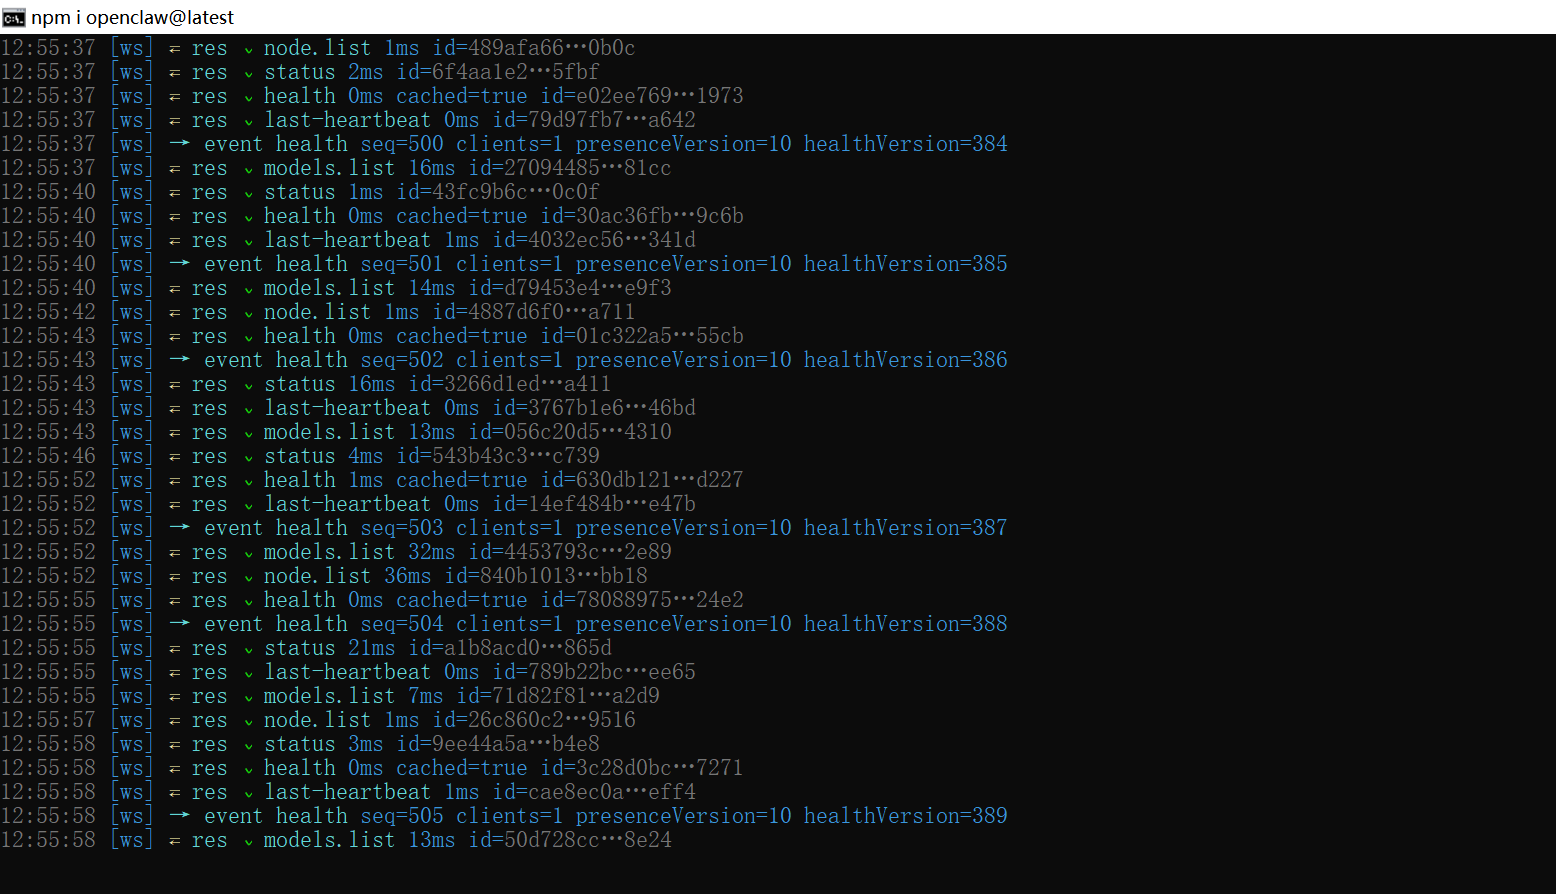 npm i openclaw@latest
12:55:37 [ws] ⇄ res ✓ node.list 1ms id=489afa66…0b0c
12:55:37 [ws] ⇄ res ✓ status 2ms id=6f4aa1e2…5fbf
12:55:37 [ws] ⇄ res ✓ health 0ms cached=true id=e02ee769…1973
12:55:37 [ws] ⇄ res ✓ last-heartbeat 0ms id=79d97fb7…a642
12:55:37 [ws] → event health seq=500 clients=1 presenceVersion=10 healthVersion=384
12:55:37 [ws] ⇄ res ✓ models.list 16ms id=27094485…81cc
12:55:40 [ws] ⇄ res ✓ status 1ms id=43fc9b6c…0c0f
12:55:40 [ws] ⇄ res ✓ health 0ms cached=true id=30ac36fb…9c6b
12:55:40 [ws] ⇄ res ✓ last-heartbeat 1ms id=4032ec56…341d
12:55:40 [ws] → event health seq=501 clients=1 presenceVersion=10 healthVersion=385
12:55:40 [ws] ⇄ res ✓ models.list 14ms id=d79453e4…e9f3
12:55:42 [ws] ⇄ res ✓ node.list 1ms id=4887d6f0…a711
12:55:43 [ws] ⇄ res ✓ health 0ms cached=true id=01c322a5…55cb
12:55:43 [ws] → event health seq=502 clients=1 presenceVersion=10 healthVersion=386
12:55:43 [ws] ⇄ res ✓ status 16ms id=3266d1ed…a411
12:55:43 [ws] ⇄ res ✓ last-heartbeat 0ms id=3767b1e6…46bd
12:55:43 [ws] ⇄ res ✓ models.list 13ms id=056c20d5…4310
12:55:46 [ws] ⇄ res ✓ status 4ms id=543b43c3…c739
12:55:52 [ws] ⇄ res ✓ health 1ms cached=true id=630db121…d227
12:55:52 [ws] ⇄ res ✓ last-heartbeat 0ms id=14ef484b…e47b
12:55:52 [ws] → event health seq=503 clients=1 presenceVersion=10 healthVersion=387
12:55:52 [ws] ⇄ res ✓ models.list 32ms id=4453793c…2e89
12:55:52 [ws] ⇄ res ✓ node.list 36ms id=840b1013…bb18
12:55:55 [ws] ⇄ res ✓ health 0ms cached=true id=78088975…24e2
12:55:55 [ws] → event health seq=504 clients=1 presenceVersion=10 healthVersion=388
12:55:55 [ws] ⇄ res ✓ status 21ms id=a1b8acd0…865d
12:55:55 [ws] ⇄ res ✓ last-heartbeat 0ms id=789b22bc…ee65
12:55:55 [ws] ⇄ res ✓ models.list 7ms id=71d82f81…a2d9
12:55:57 [ws] ⇄ res ✓ node.list 1ms id=26c860c2…9516
12:55:58 [ws] ⇄ res ✓ status 3ms id=9ee44a5a…b4e8
12:55:58 [ws] ⇄ res ✓ health 0ms cached=true id=3c28d0bc…7271
12:55:58 [ws] ⇄ res ✓ last-heartbeat 1ms id=cae8ec0a…eff4
12:55:58 [ws] → event health seq=505 clients=1 presenceVersion=10 healthVersion=389
12:55:58 [ws] ⇄ res ✓ models.list 13ms id=50d728cc…8e24